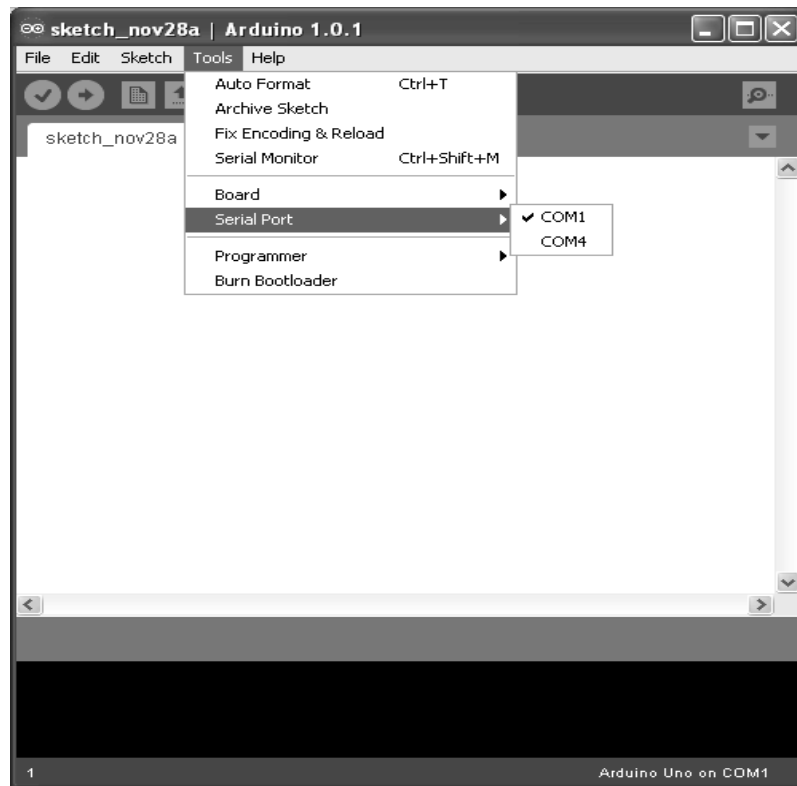 sketch_nov28a | Arduino 1.0.1
File Edit Sketch Tools Help
Auto Format Ctrl+T
Archive Sketch
sketch_nov28a
Fix Encoding & Reload
Serial Monitor Ctrl+Shift+M
Board
Serial Port
COM1
COM4
Programmer
Burn Bootloader
1 Arduino Uno on COM1